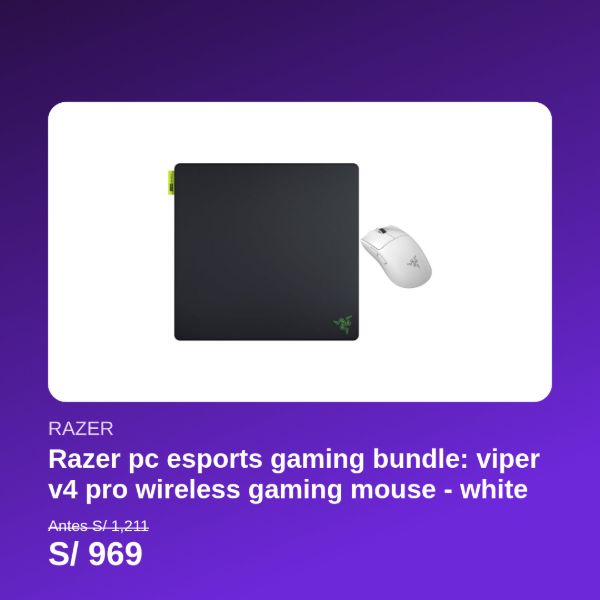 RAZER
Razer pc esports gaming bundle: viper
v4 pro wireless gaming mouse - white
Antes S/ 1,211
S/ 969